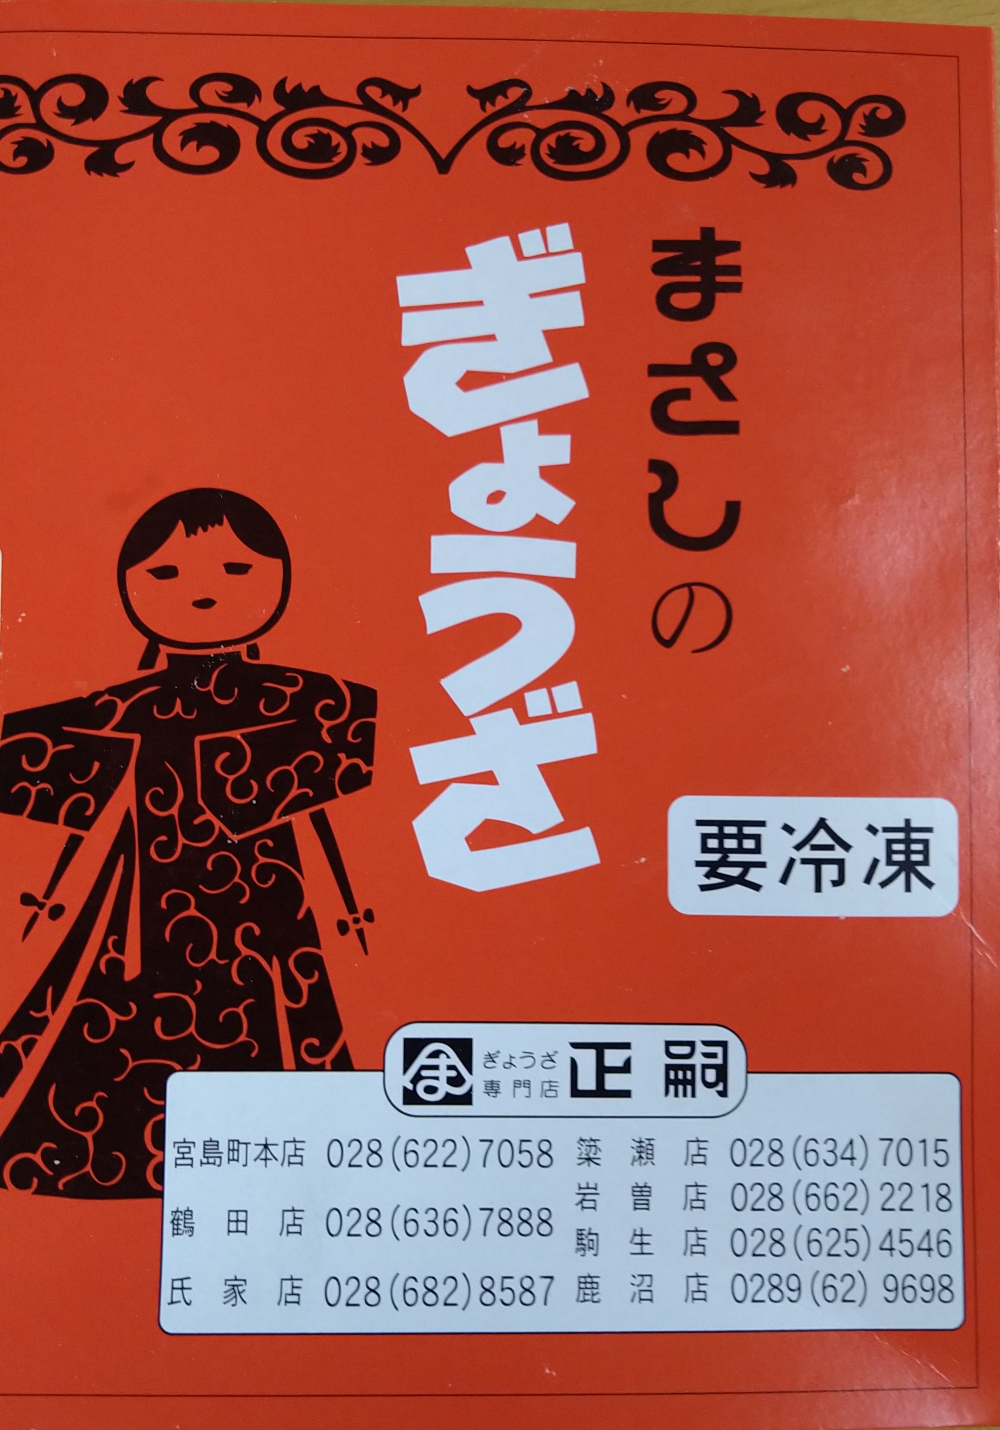 まさしの
ぎょうざ
要冷凍
ま
ぎょうざ
専門店
正嗣
宮島町本店 028(622)7058
鶴田店 028(636)7888
氏家店 028(682)8587
簗瀬店 028(634)7015
岩曽店 028(662)2218
駒生店 028(625)4546
鹿沼店 0289(62)9698